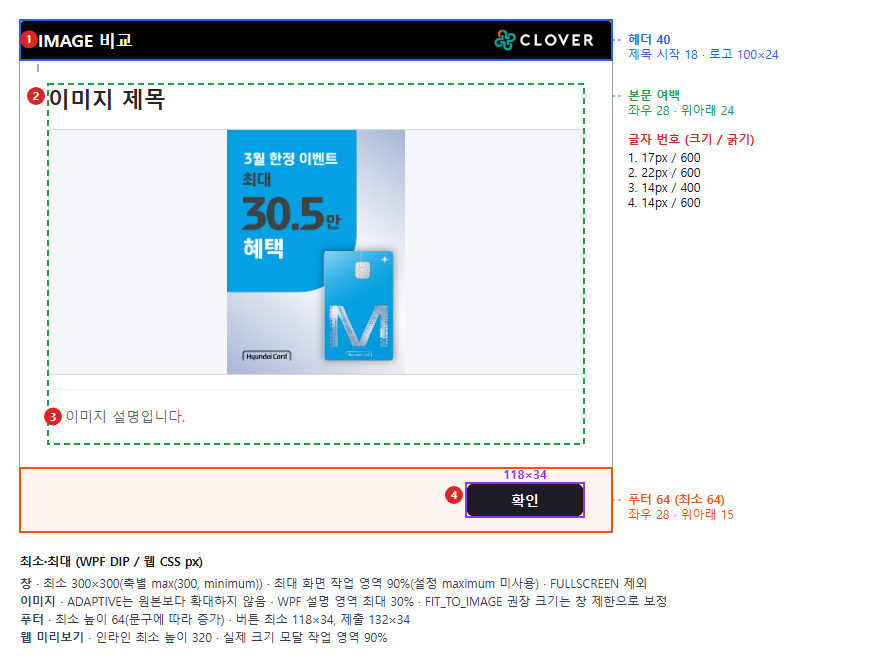 1 IMAGE 비교
CLOVER
헤더 40
제목 시작 18 · 로고 100×24
2 이미지 제목
본문 여백
좌우 28 · 위아래 24
글자 번호 (크기 / 굵기)
1. 17px / 600
2. 22px / 600
3. 14px / 400
4. 14px / 600
3월 한정 이벤트
최대
30.5만
혜택
Hyundai Card
3 이미지 설명입니다.
118×34
4 확인
푸터 64 (최소 64)
좌우 28 · 위아래 15
최소·최대 (WPF DIP / 웹 CSS px)
창 · 최소 300×300(축별 max(300, minimum)) · 최대 화면 작업 영역 90%(설정 maximum 미사용) · FULLSCREEN 제외
이미지 · ADAPTIVE는 원본보다 확대하지 않음 · WPF 설명 영역 최대 30% · FIT_TO_IMAGE 권장 크기는 창 제한으로 보정
푸터 · 최소 높이 64(문구에 따라 증가) · 버튼 최소 118×34, 제출 132×34
웹 미리보기 · 인라인 최소 높이 320 · 실제 크기 모달 작업 영역 90%